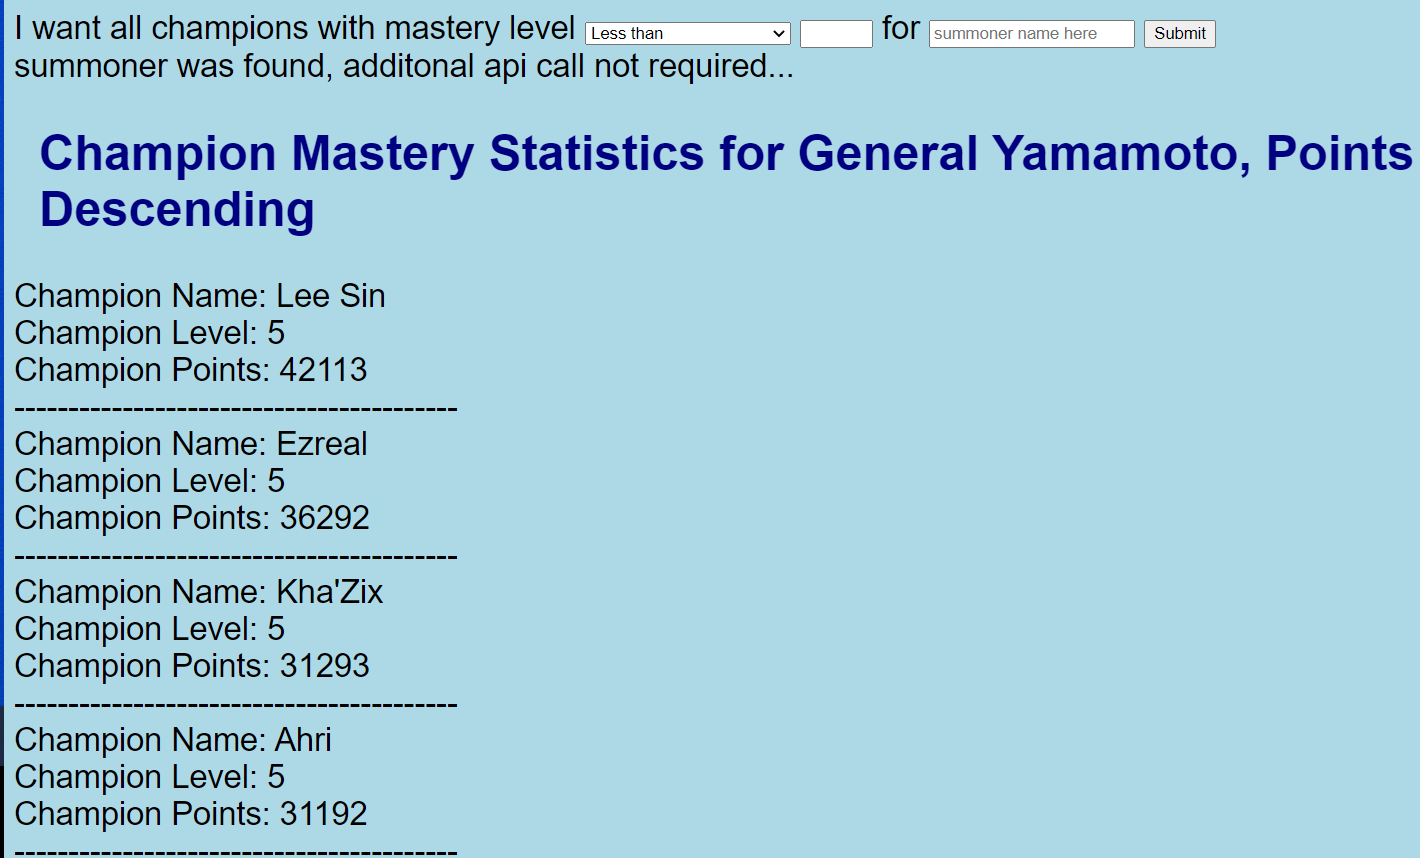 I want all champions with mastery level Less than for summoner name here Submit
summoner was found, additonal api call not required...
Champion Mastery Statistics for General Yamamoto, Points
Descending
Champion Name: Lee Sin
Champion Level: 5
Champion Points: 42113
-----------------------------------------
Champion Name: Ezreal
Champion Level: 5
Champion Points: 36292
-----------------------------------------
Champion Name: Kha'Zix
Champion Level: 5
Champion Points: 31293
-----------------------------------------
Champion Name: Ahri
Champion Level: 5
Champion Points: 31192
-----------------------------------------